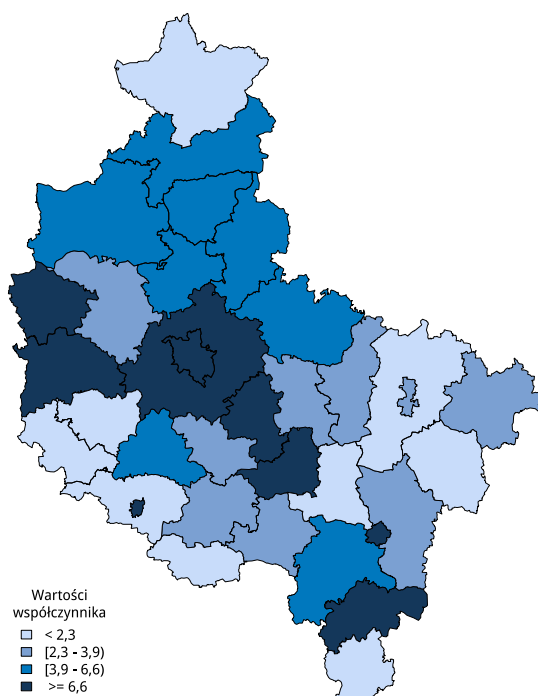 Wartości
współczynnika
< 2,3
[2,3 - 3,9)
[3,9 - 6,6)
>= 6,6